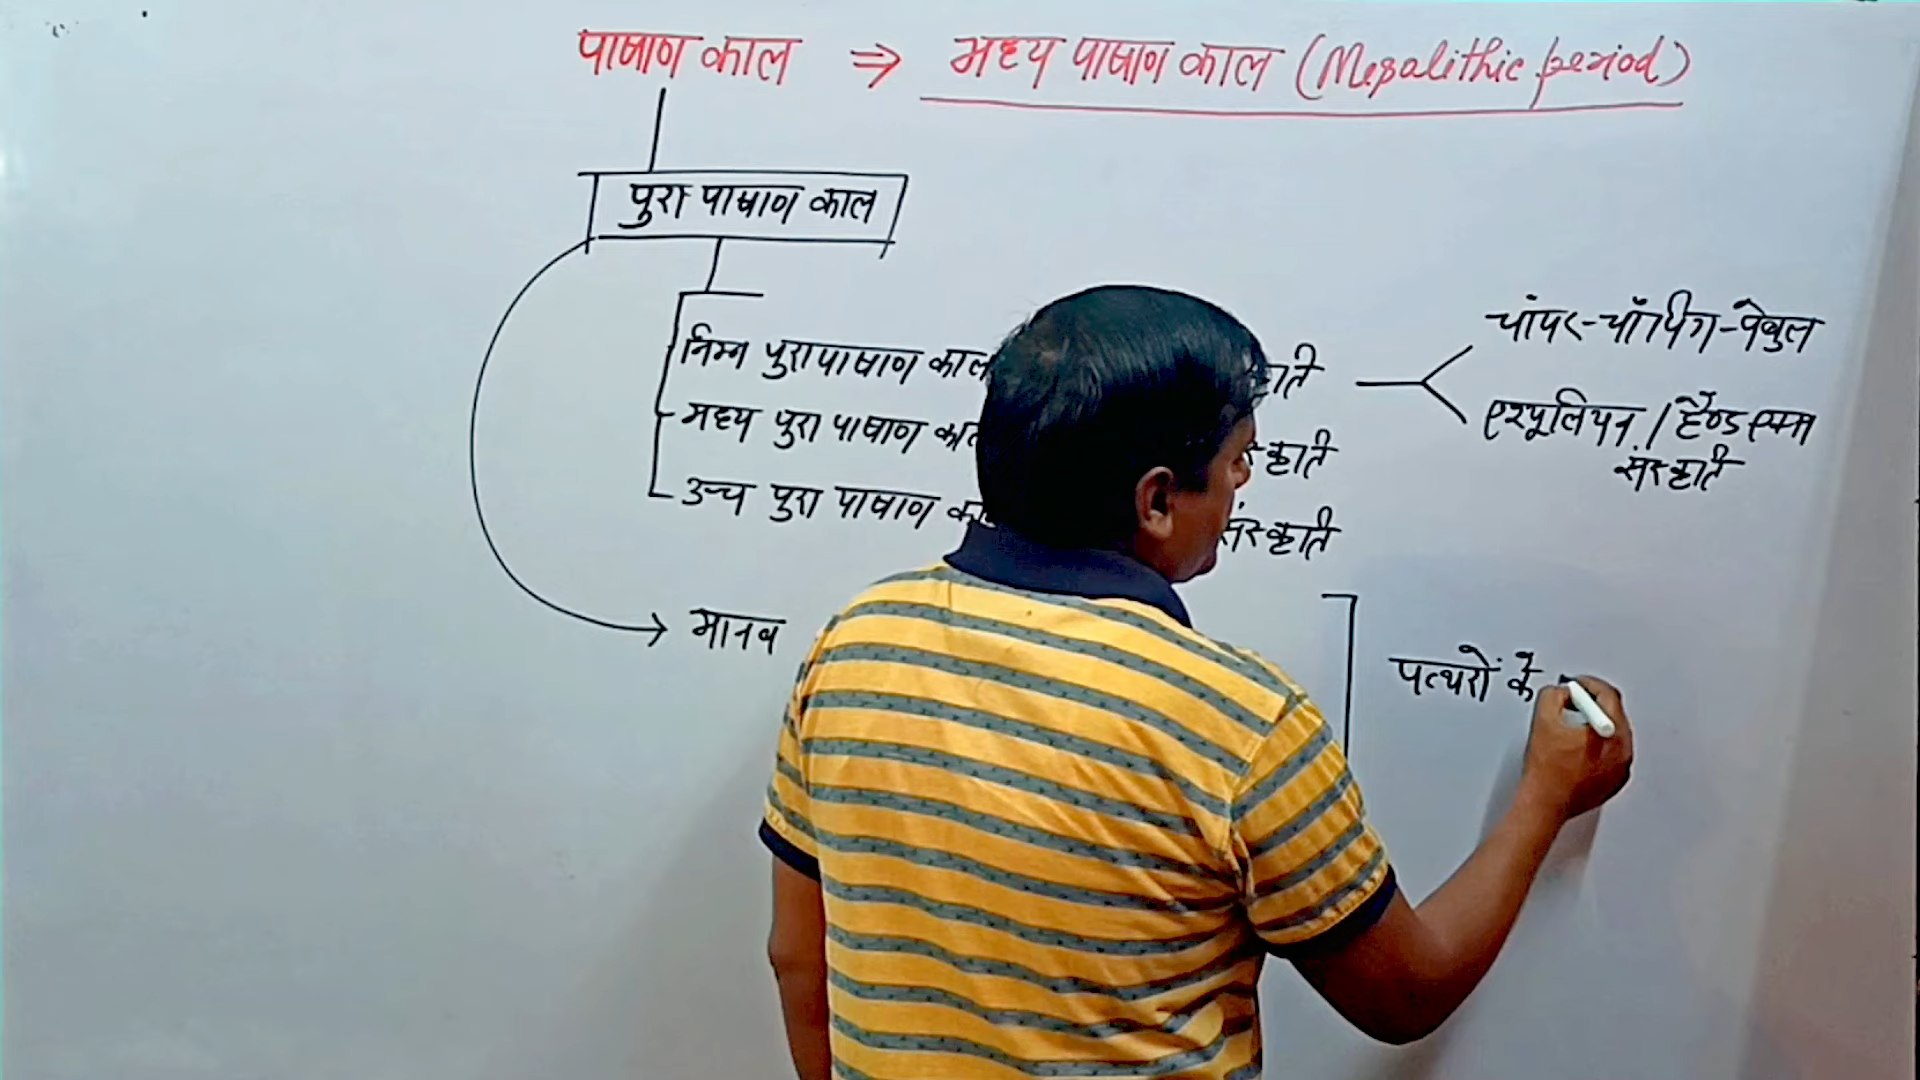 पाषाण काल ⇒ मध्य पाषाण काल (Mesolithic period)
पुरा पाषाण काल
निम्न पुरापाषाण काल
चॉपर-चॉपिंग-पेबुल
मध्य पुरा पाषाण
एश्यूलियन / हैण्ड एक्स
संस्कृति
उच्च पुरा पाषाण
संस्कृति
मानव
पत्थरों के